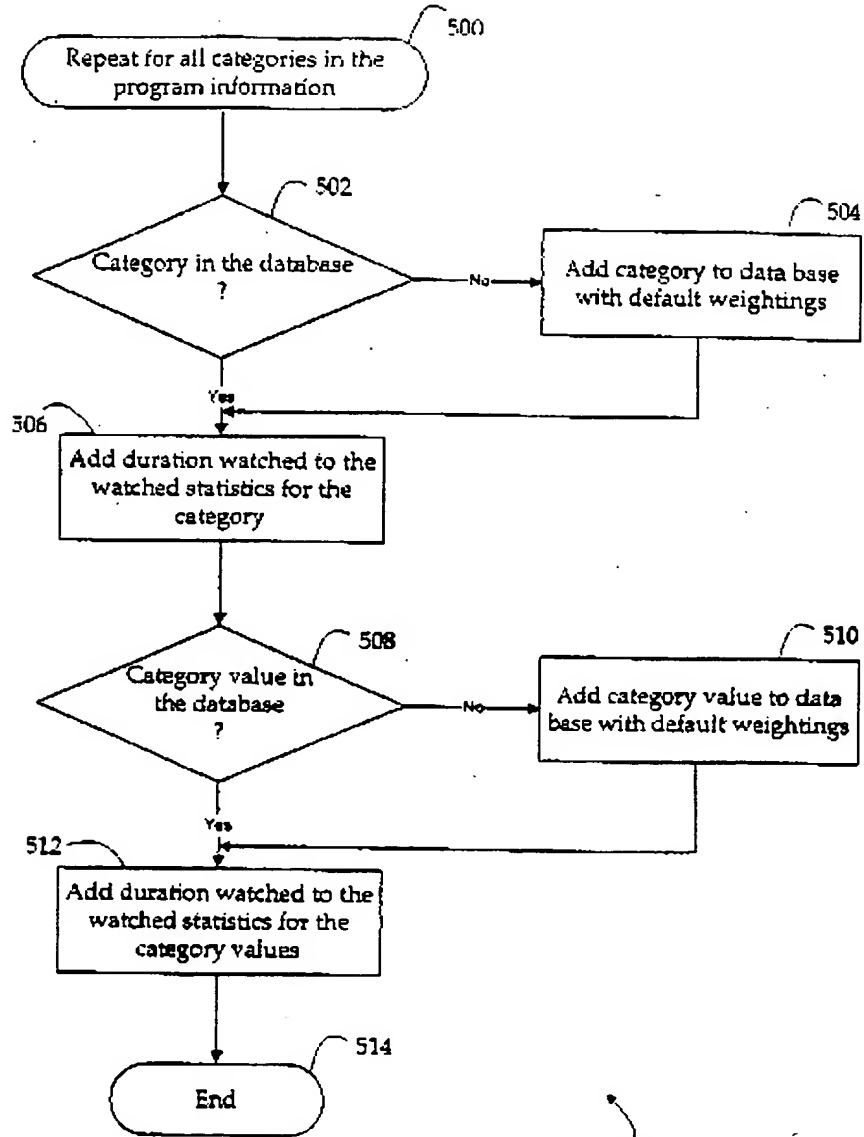 500
Repeat for all categories in the
program information
502
Category in the database
?
No
504
Add category to data base
with default weightings
Yes
306
Add duration watched to the
watched statistics for the
category
508
Category value in
the database
?
No
510
Add category value to data
base with default weightings
Yes
512
Add duration watched to the
watched statistics for the
category values
514
End